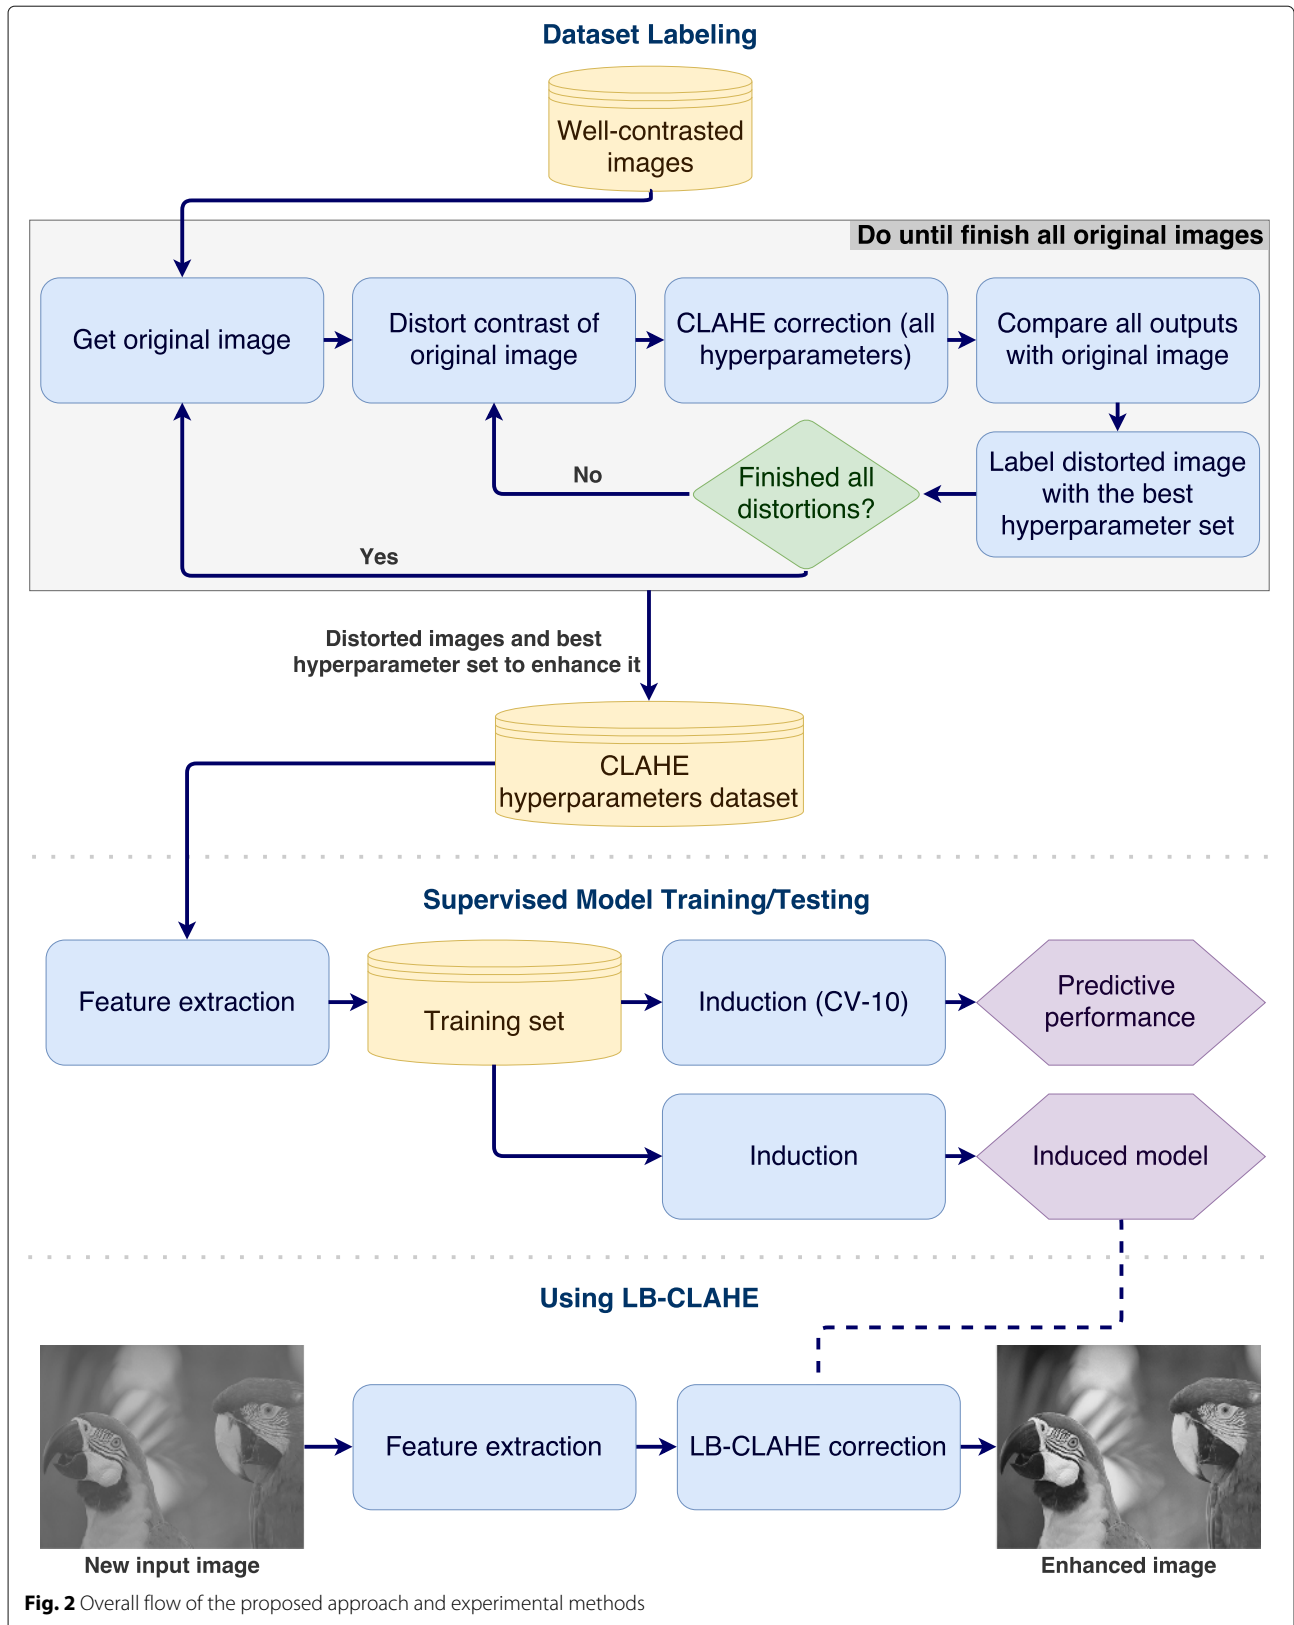 Dataset Labeling
Well-contrasted
images
Do until finish all original images
Get original image
Distort contrast of
original image
CLAHE correction (all
hyperparameters)
Compare all outputs
with original image
Label distorted image
with the best
hyperparameter set
Finished all
distortions?
No
Yes
Distorted images and best
hyperparameter set to enhance it
CLAHE
hyperparameters dataset
Supervised Model Training/Testing
Feature extraction
Training set
Induction (CV-10)
Predictive
performance
Induction
Induced model
Using LB-CLAHE
Feature extraction
LB-CLAHE correction
New input image
Enhanced image
Fig. 2 Overall flow of the proposed approach and experimental methods